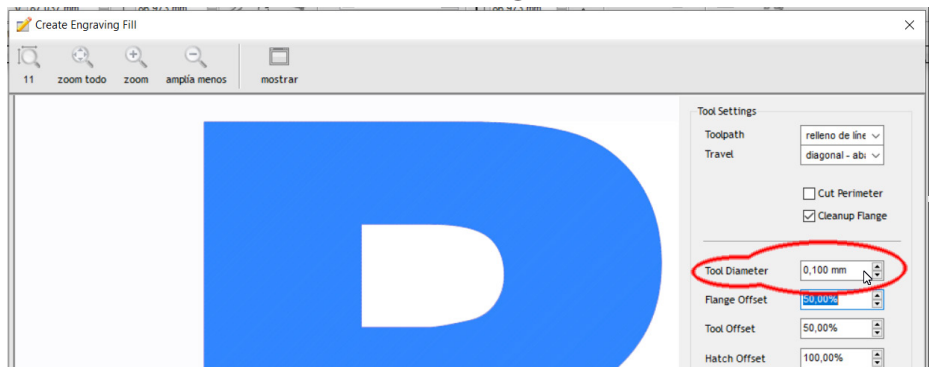 Create Engraving Fill
11 zoom todo zoom amplía menos mostrar
Tool Settings
Toolpath relleno de líne
Travel diagonal - aba
Cut Perimeter
Cleanup Flange
Tool Diameter 0,100 mm
Flange Offset 50,00%
Tool Offset 50,00%
Hatch Offset 100,00%